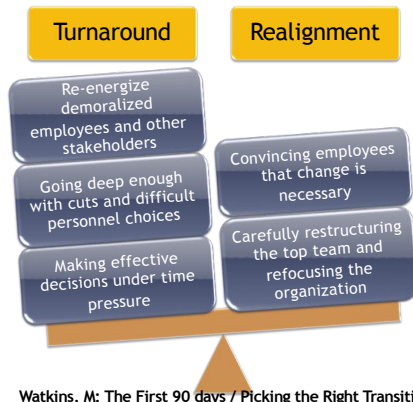 Turnaround
Realignment
Re-energize
demoralized
employees and other
stakeholders
Going deep enough
with cuts and difficult
personnel choices
Making effective
decisions under time
pressure
Convincing employees
that change is
necessary
Carefully restructuring
the top team and
refocusing the
organization
Watkins, M: The First 90 days / Picking the Right